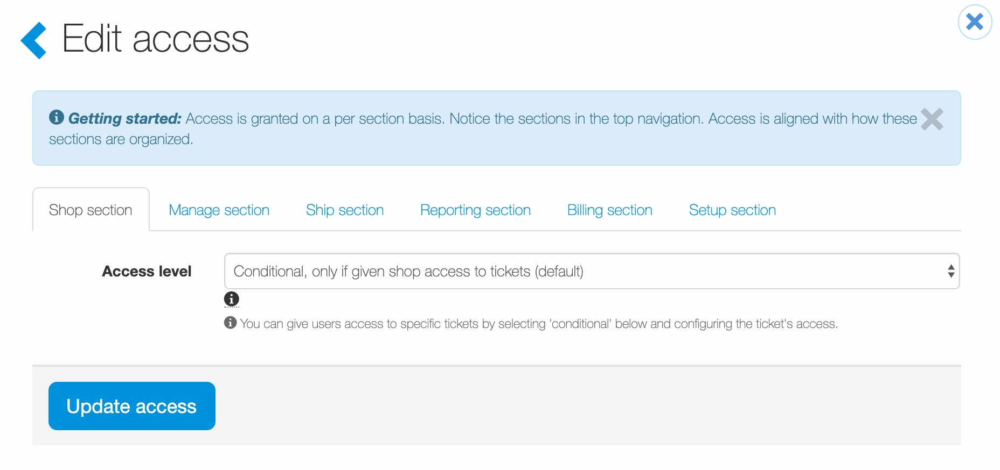 Edit access
Getting started: Access is granted on a per section basis. Notice the sections in the top navigation. Access is aligned with how these
sections are organized.
Shop section Manage section Ship section Reporting section Billing section Setup section
Access level Conditional, only if given shop access to tickets (default)
You can give users access to specific tickets by selecting 'conditional' below and configuring the ticket's access.
Update access